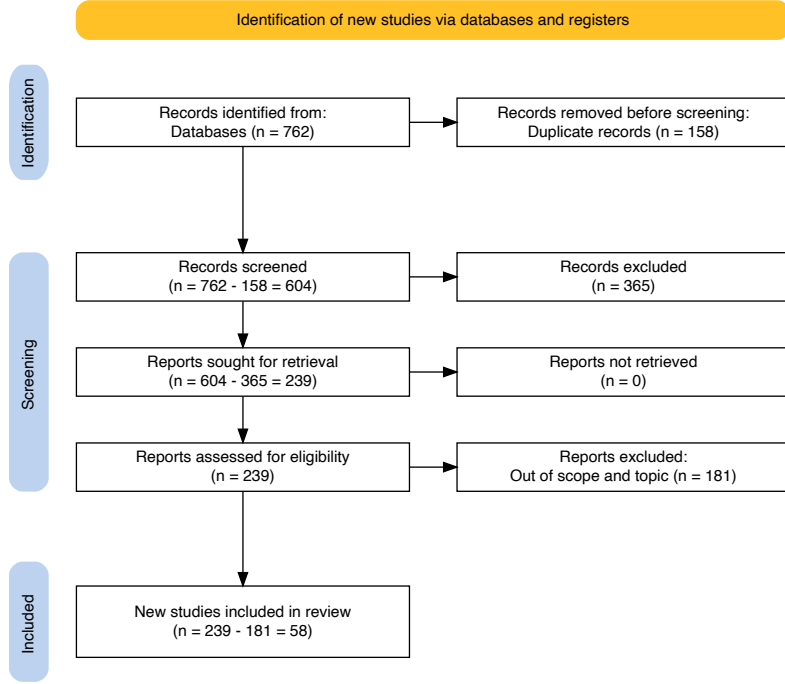 Identification of new studies via databases and registers
Identification
Records identified from:
Databases (n = 762)
Records removed before screening:
Duplicate records (n = 158)
Screening
Records screened
(n = 762 - 158 = 604)
Records excluded
(n = 365)
Reports sought for retrieval
(n = 604 - 365 = 239)
Reports not retrieved
(n = 0)
Reports assessed for eligibility
(n = 239)
Reports excluded:
Out of scope and topic (n = 181)
Included
New studies included in review
(n = 239 - 181 = 58)